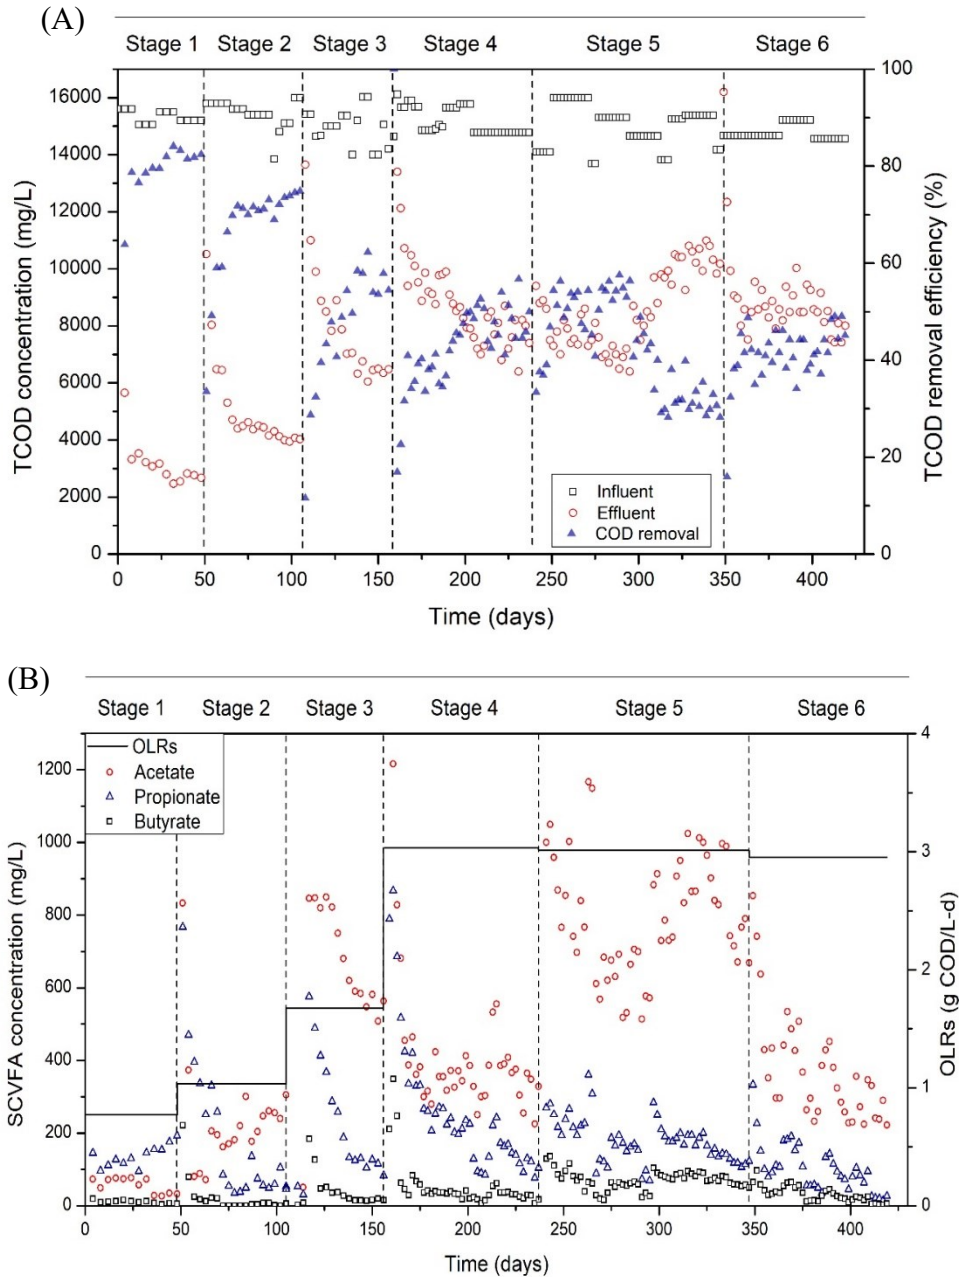 (A)
Stage 1 Stage 2 Stage 3 Stage 4 Stage 5 Stage 6
16000
14000
12000
10000
8000
6000
4000
2000
0
TCOD concentration (mg/L)
100
80
60
40
20
0
TCOD removal efficiency (%)
Influent
Effluent
COD removal
0 50 100 150 200 250 300 350 400
Time (days)
(B)
Stage 1 Stage 2 Stage 3 Stage 4 Stage 5 Stage 6
OLRs
Acetate
Propionate
Butyrate
1200
1000
800
600
400
200
0
SCVFA concentration (mg/L)
4
3
2
1
0
OLRs (g COD/L-d)
0 50 100 150 200 250 300 350 400
Time (days)